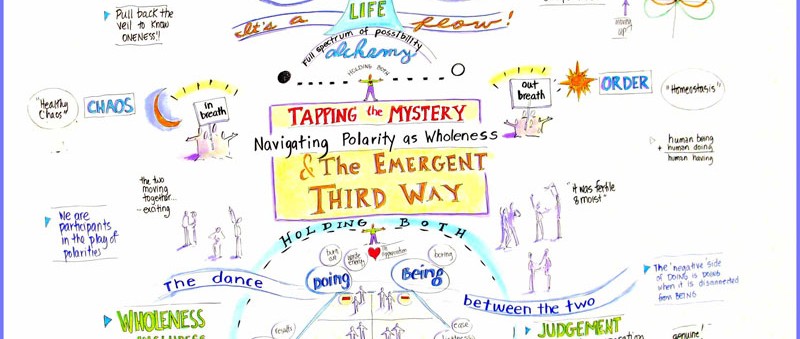 Pull back the
veil to know
ONENESS!!
It's a flow!
LIFE
Full spectrum of possibility
alchemy
HOLDING BOTH
moving
up?
"Healthy
Chaos"
CHAOS
in
breath
out
breath
ORDER
"Homeostasis"
TAPPING the MYSTERY
Navigating Polarity as Wholeness
& The EMERGENT
THIRD WAY
human being
+ human doing
human having
the two
moving
together...
exciting
"it was fertile
& moist"
We are
participants
in the play of
polarities
HOLDING BOTH
burn
out
boring
Doing
Being
The dance
between the two
The "negative side
of DOING is DOING
when it is disconnected
from BEING
WHOLENESS
results
ease
JUDGEMENT
genuine!